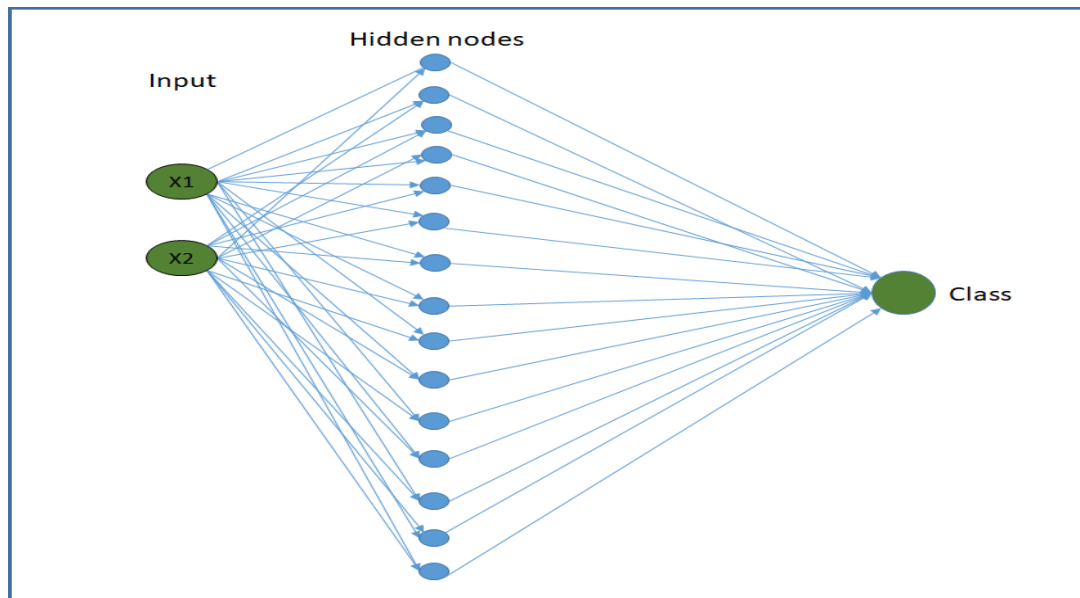 Hidden nodes
Input
X1
X2
Class